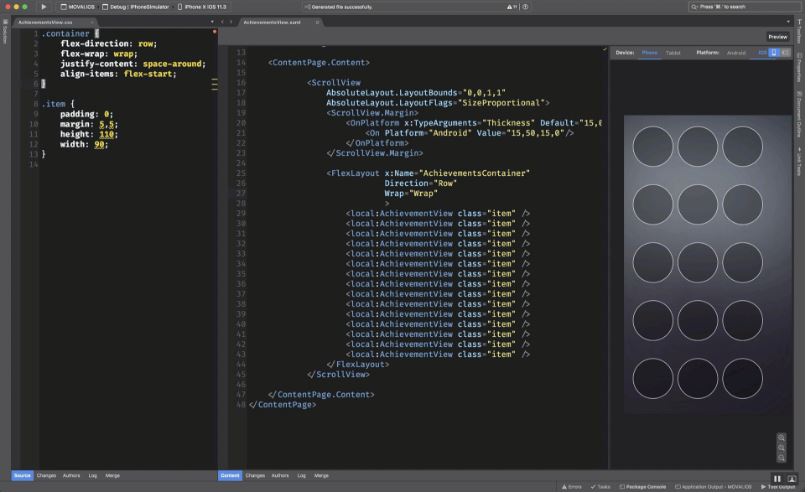 MOVALiOS
Debug | iPhoneSimulator
iPhone X iOS 11.3
Generated file successfully.
Press '⌘.' to search
AchievementsView.css
AchievementsView.xaml
Solution
Preview
1 .container {
2 flex-direction: row;
3 flex-wrap: wrap;
4 justify-content: space-around;
5 align-items: flex-start;
6 }
7
8 .item {
9 padding: 0;
10 margin: 5,5;
11 height: 110;
12 width: 90;
13 }
14
13
14 <ContentPage.Content>
15
16 <ScrollView
17 AbsoluteLayout.LayoutBounds="0,0,1,1"
18 AbsoluteLayout.LayoutFlags="SizeProportional">
19 <ScrollView.Margin>
20 <OnPlatform x:TypeArguments="Thickness" Default="15,0
21 <On Platform="Android" Value="15,50,15,0"/>
22 </OnPlatform>
23 </ScrollView.Margin>
24
25 <FlexLayout x:Name="AchievementsContainer"
26 Direction="Row"
27 Wrap="Wrap"
28 >
29 <local:AchievementView class="item" />
30 <local:AchievementView class="item" />
31 <local:AchievementView class="item" />
32 <local:AchievementView class="item" />
33 <local:AchievementView class="item" />
34 <local:AchievementView class="item" />
35 <local:AchievementView class="item" />
36 <local:AchievementView class="item" />
37 <local:AchievementView class="item" />
38 <local:AchievementView class="item" />
39 <local:AchievementView class="item" />
40 <local:AchievementView class="item" />
41 <local:AchievementView class="item" />
42 <local:AchievementView class="item" />
43 <local:AchievementView class="item" />
44 </FlexLayout>
45 </ScrollView>
46
47 </ContentPage.Content>
48 </ContentPage>
Device: Phone Tablet Platform: Android iOS
Toolbox
Properties
Document Outline
Unit Tests
Source Changes Authors Log Merge
Content Changes Authors Log Merge
Errors Tasks Package Console Application Output - MOVALiOS Tool Output